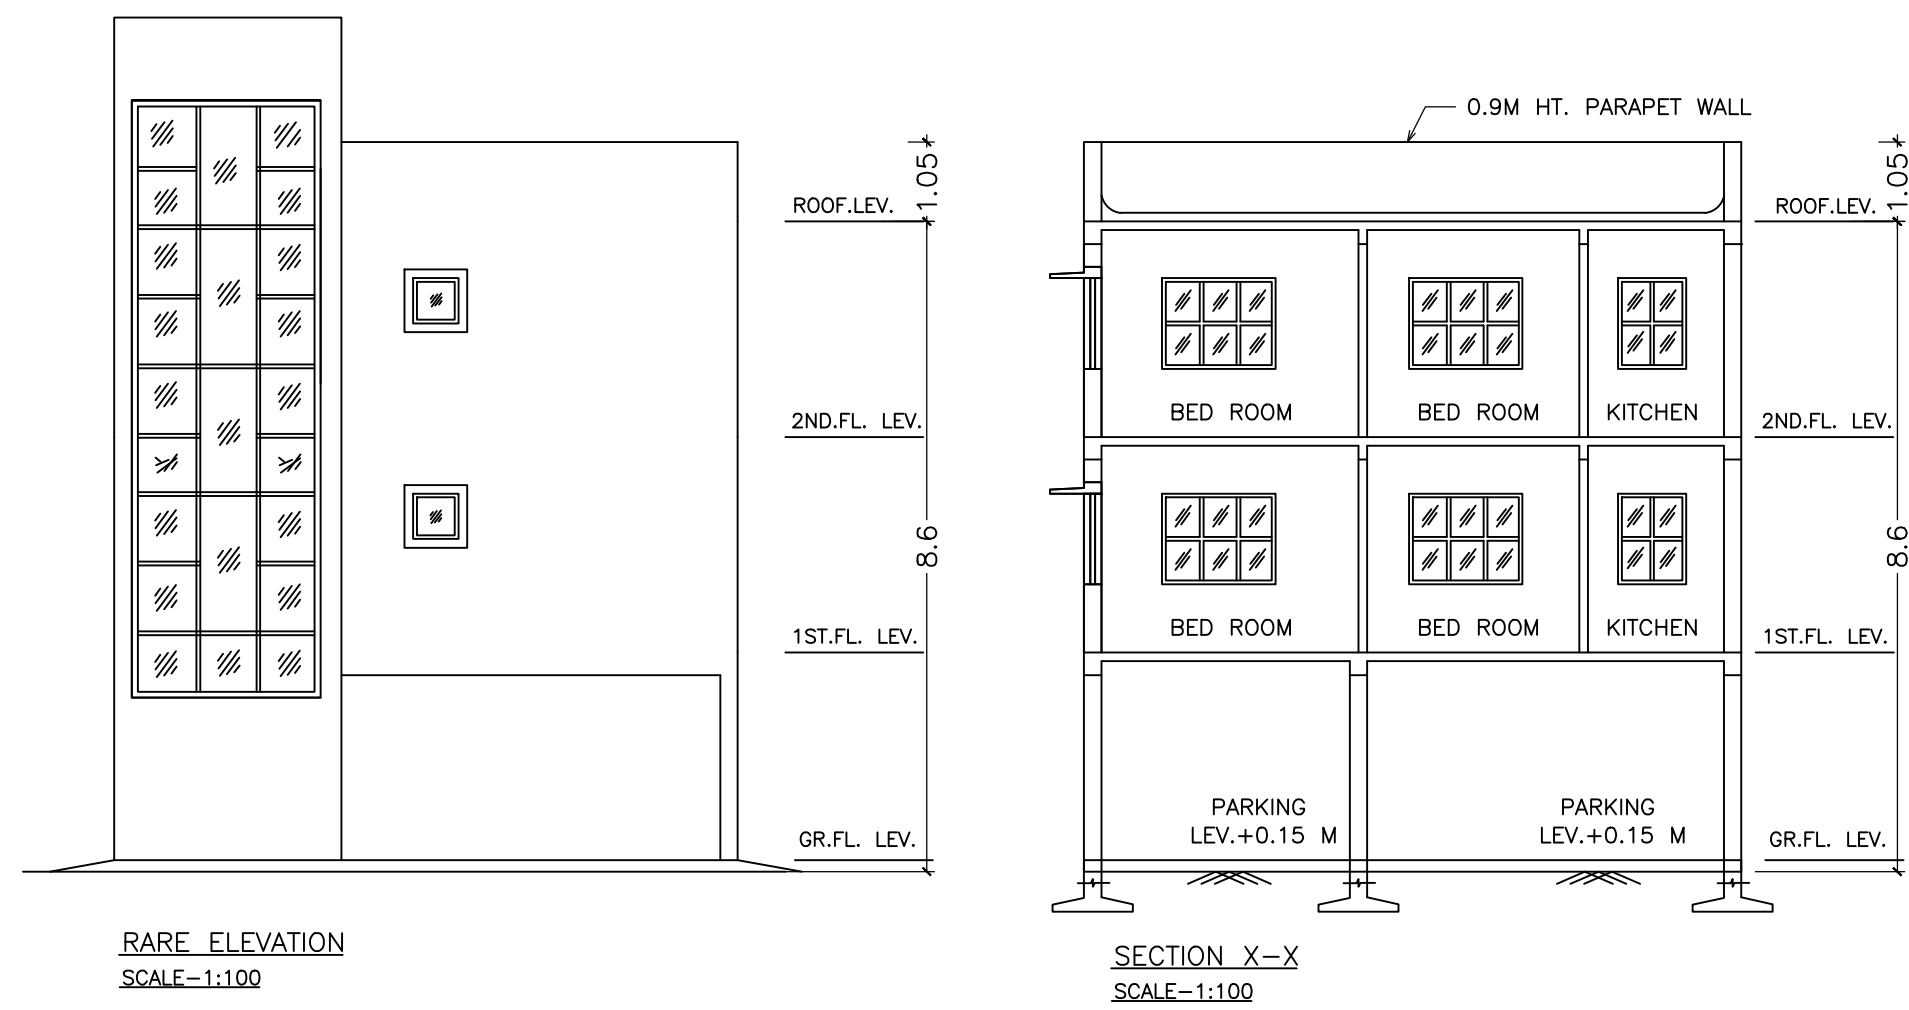 1.05
ROOF.LEV.
2ND.FL. LEV.
8.6
1ST.FL. LEV.
GR.FL. LEV.
RARE ELEVATION
SCALE-1:100
0.9M HT. PARAPET WALL
1.05
ROOF.LEV.
BED ROOM BED ROOM KITCHEN
2ND.FL. LEV.
8.6
BED ROOM BED ROOM KITCHEN
1ST.FL. LEV.
PARKING
LEV.+0.15 M
PARKING
LEV.+0.15 M
GR.FL. LEV.
SECTION X-X
SCALE-1:100